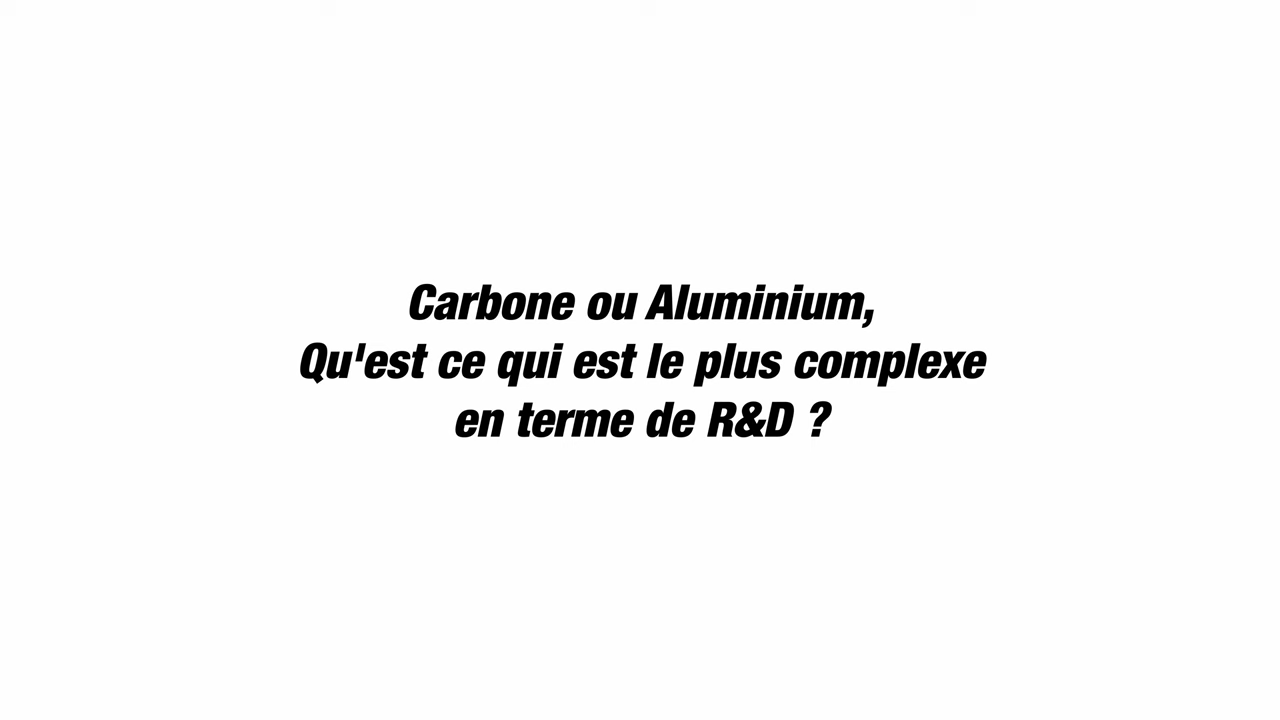 Carbone ou Aluminium,
Qu'est ce qui est le plus complexe
en terme de R&D ?